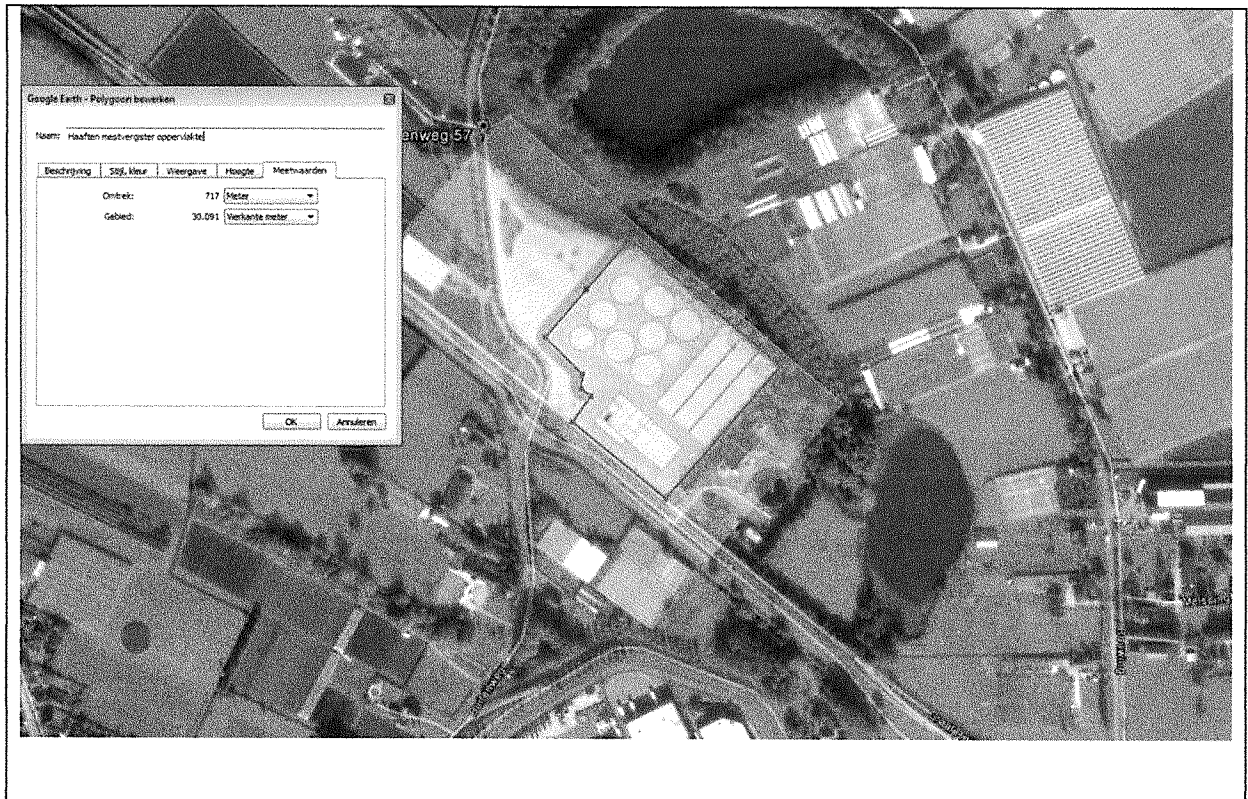 Google Earth - Polygoon bewerken
Naam: Haaften mestvergister oppervlakte
Beschrijving Stijl, kleur Weergave Hoogte Meetwaarden
Omtrek: 717 Meter
Gebied: 30.091 Vierkante meter
OK Annuleren
enweg 57